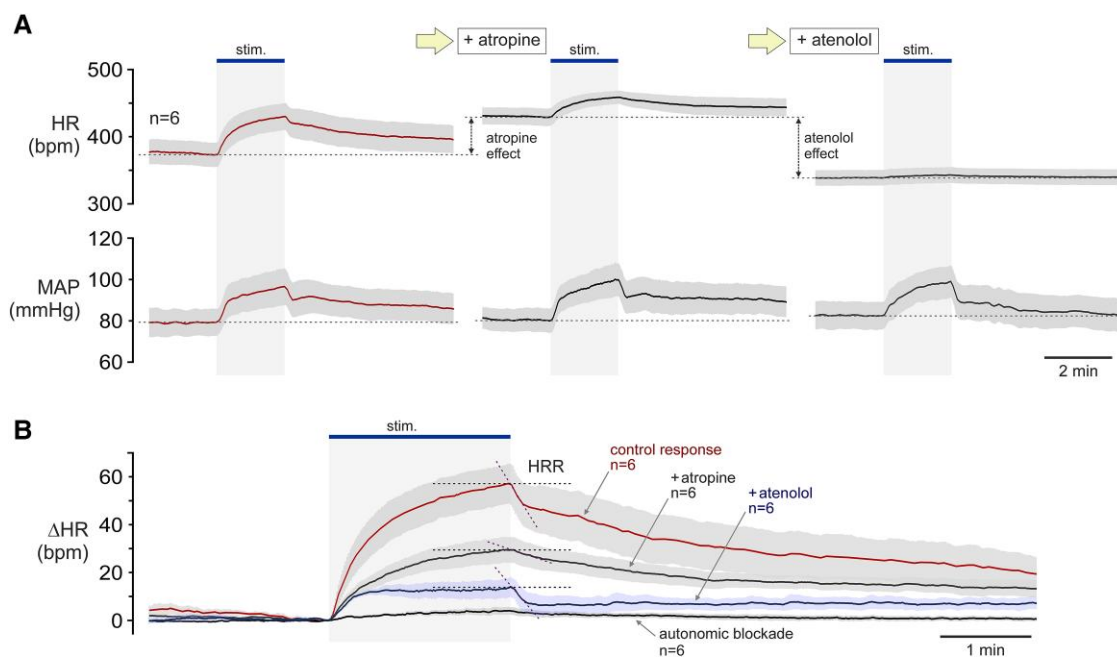 A
+ atropine
+ atenolol
stim.
stim.
stim.
500
400
300
HR
(bpm)
n=6
atropine
effect
atenolol
effect
120
100
80
60
MAP
(mmHg)
2 min
B
stim.
HRR
control response
n=6
+atropine
n=6
+atenolol
n=6
60
40
20
0
ΔHR
(bpm)
autonomic blockade
n=6
1 min